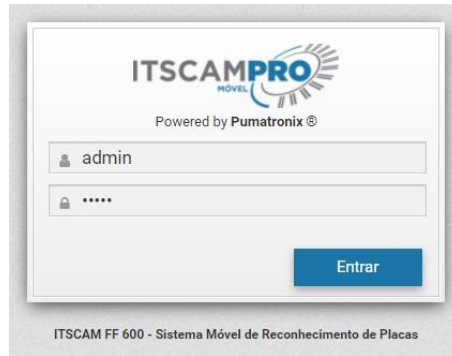 ITSCAMPRO
MÓVEL
Powered by Pumatronix ®
admin
•••••
Entrar
ITSCAM FF 600 - Sistema Móvel de Reconhecimento de Placas